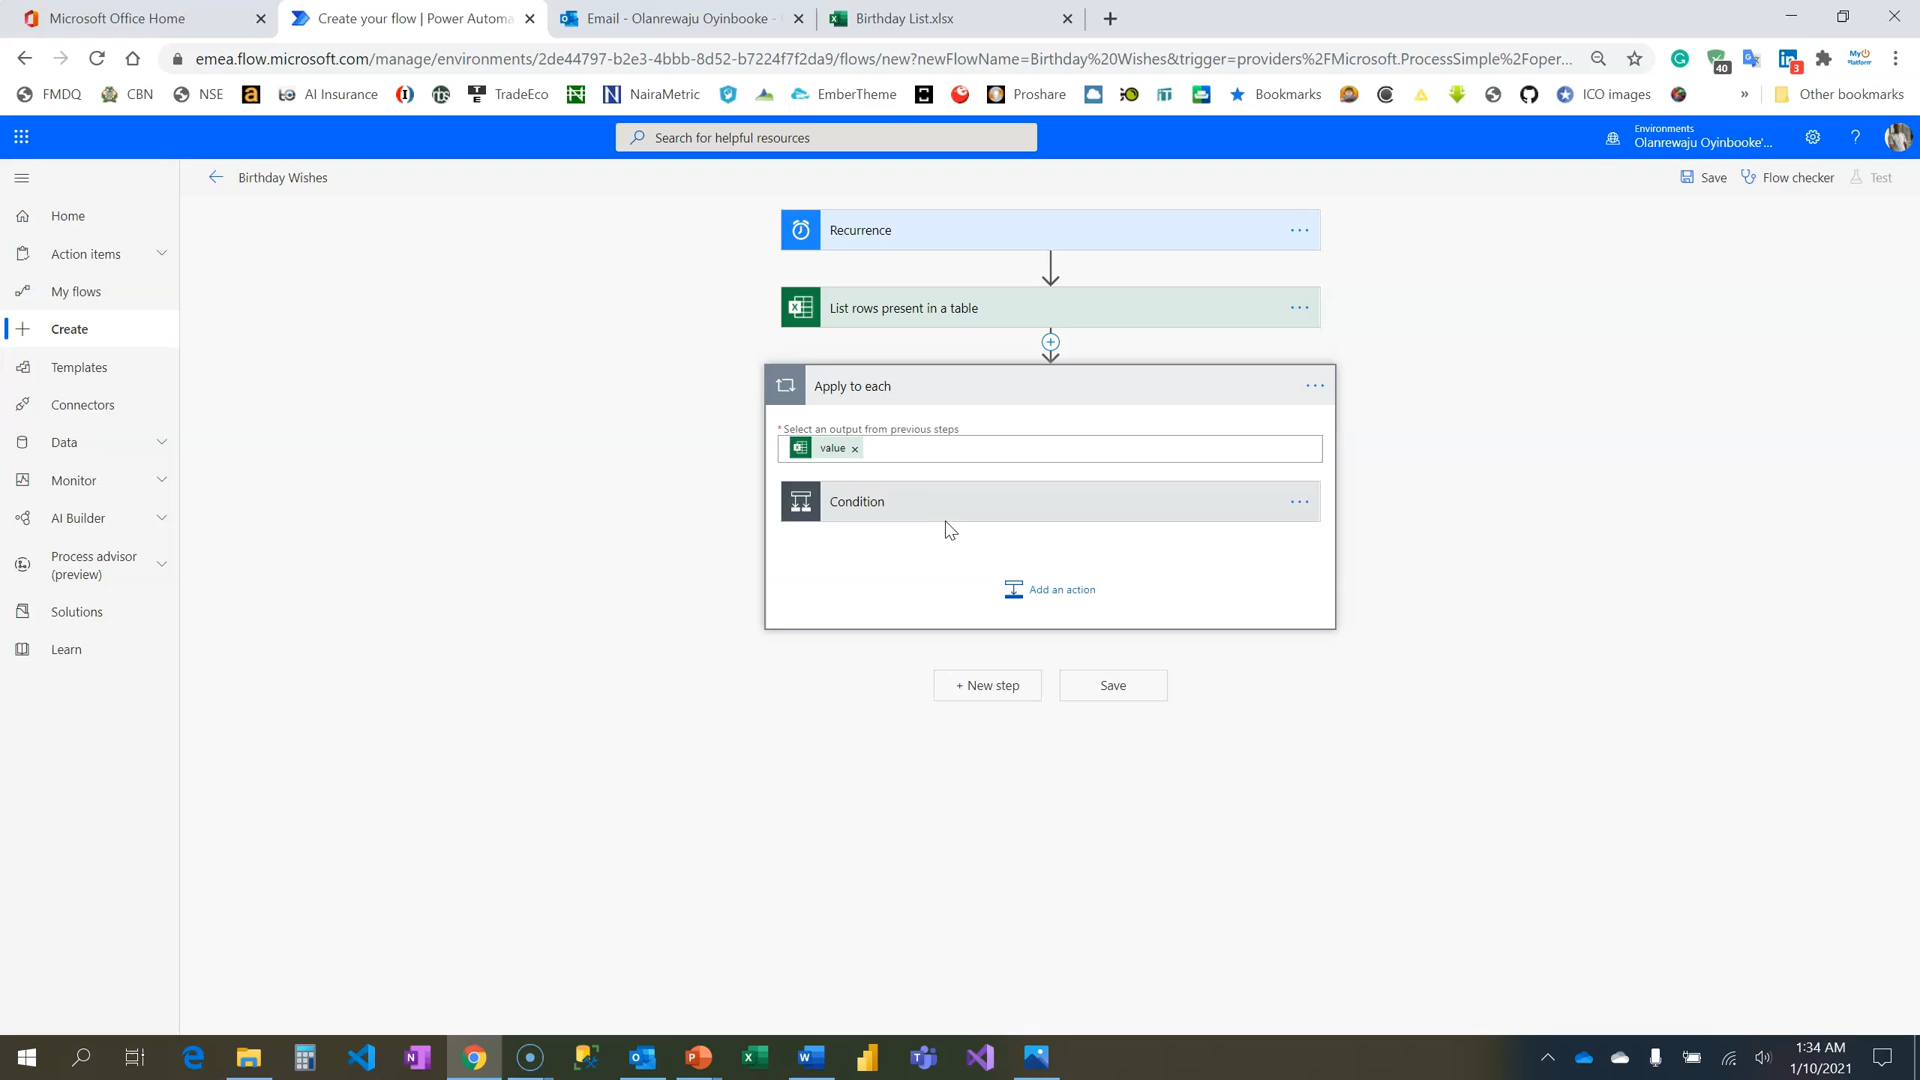 Microsoft Office Home
Create your flow | Power Automa
Email - Olanrewaju Oyinbooke -
Birthday List.xlsx
emea.flow.microsoft.com/manage/environments/2de44797-b2e3-4bbb-8d52-b7224f7f2da9/flows/new?newFlowName=Birthday%20Wishes&trigger=providers%2FMicrosoft.ProcessSimple%2Foper...
40
3
FMDQ
CBN
NSE
AI Insurance
TradeEco
NairaMetric
EmberTheme
Proshare
Bookmarks
ICO images
»
Other bookmarks
Search for helpful resources
Environments
Olanrewaju Oyinbooke'...
Birthday Wishes
Save
Flow checker
Test
Home
Action items
My flows
Create
Templates
Connectors
Data
Monitor
AI Builder
Process advisor
(preview)
Solutions
Learn
Recurrence
List rows present in a table
Apply to each
* Select an output from previous steps
value
Condition
Add an action
+ New step
Save
1:34 AM
1/10/2021